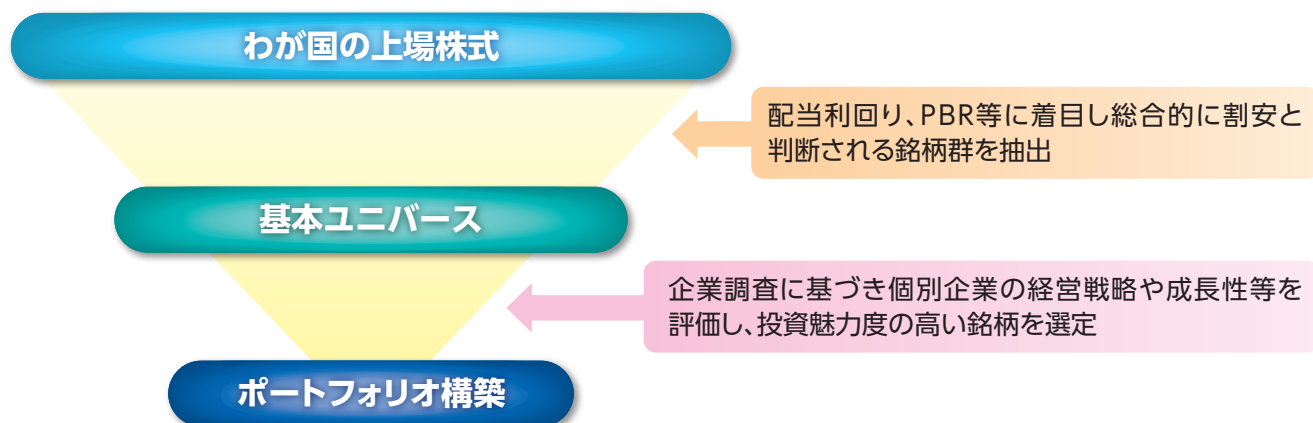 わが国の上場株式
配当利回り、PBR等に着目し総合的に割安と
判断される銘柄群を抽出
基本ユニバース
企業調査に基づき個別企業の経営戦略や成長性等を
評価し、投資魅力度の高い銘柄を選定
ポートフォリオ構築